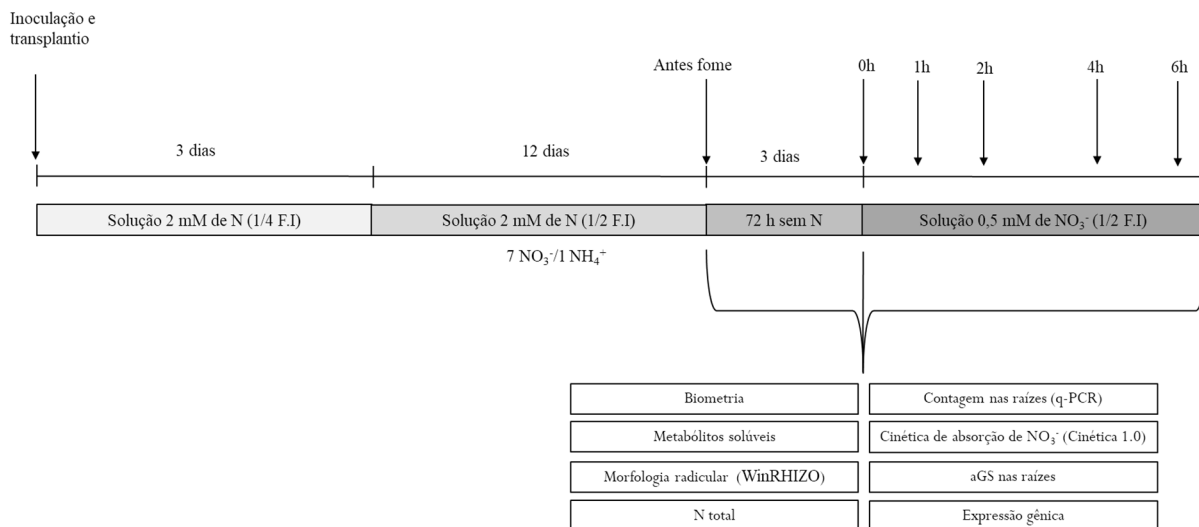 Inoculação e
transplantio
Antes fome
0h
1h
2h
4h
6h
3 dias
12 dias
3 dias
Solução 2 mM de N (1/4 F.I)
Solução 2 mM de N (1/2 F.I)
72 h sem N
Solução 0,5 mM de NO₃⁻ (1/2 F.I)
7 NO₃⁻/1 NH₄⁺
Biometria
Contagem nas raízes (q-PCR)
Metabólitos solúveis
Cinética de absorção de NO₃⁻ (Cinética 1.0)
Morfologia radicular (WinRHIZO)
aGS nas raízes
N total
Expressão gênica